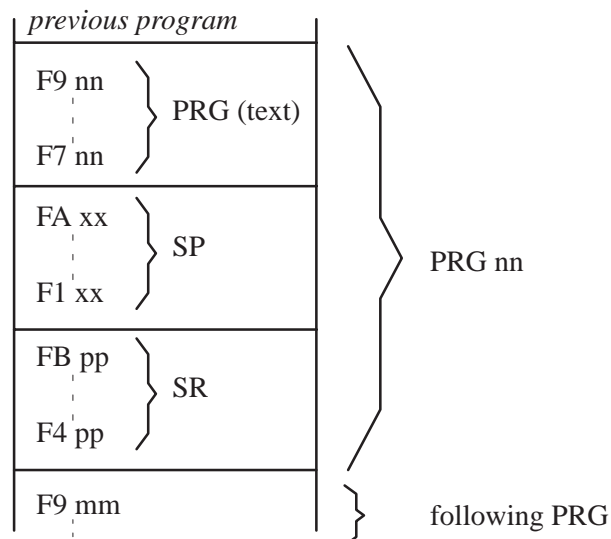 previous program
F9 nn
PRG (text)
F7 nn
FA xx
SP
F1 xx
PRG nn
FB pp
SR
F4 pp
F9 mm
following PRG